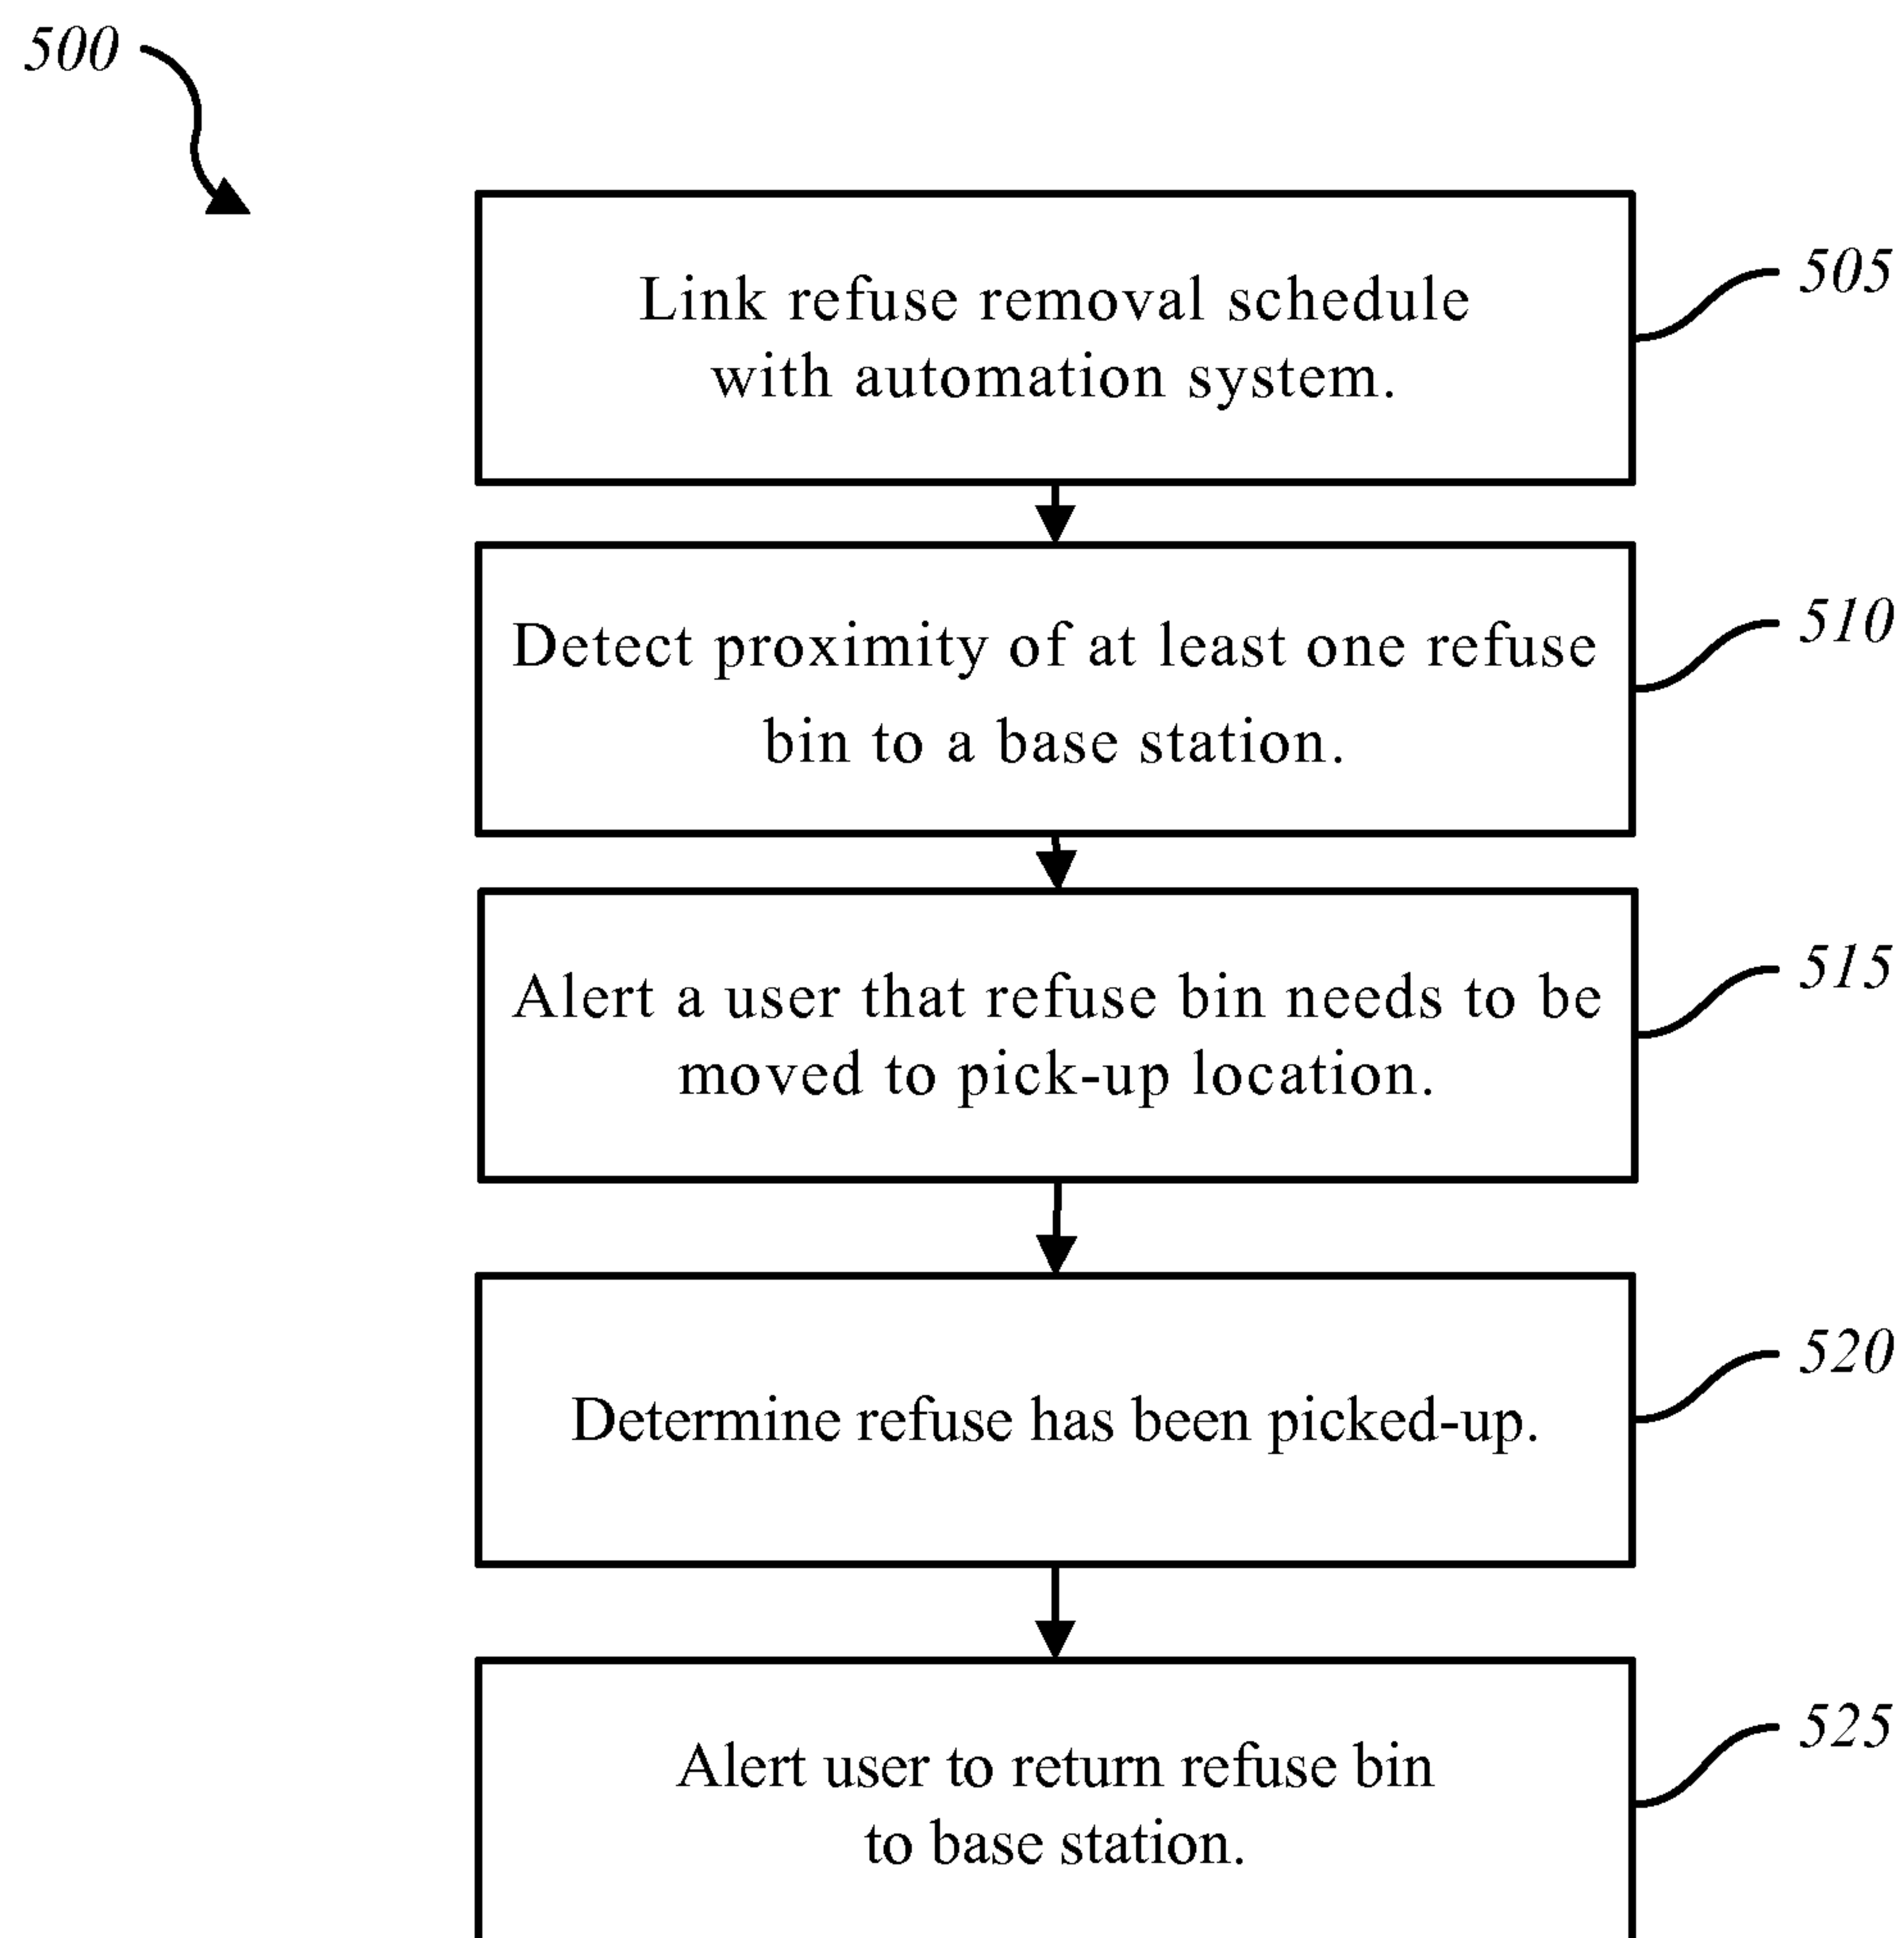 500
Link refuse removal schedule
with automation system.
505
Detect proximity of at least one refuse
bin to a base station.
510
Alert a user that refuse bin needs to be
moved to pick-up location.
515
Determine refuse has been picked-up.
520
Alert user to return refuse bin
to base station.
525